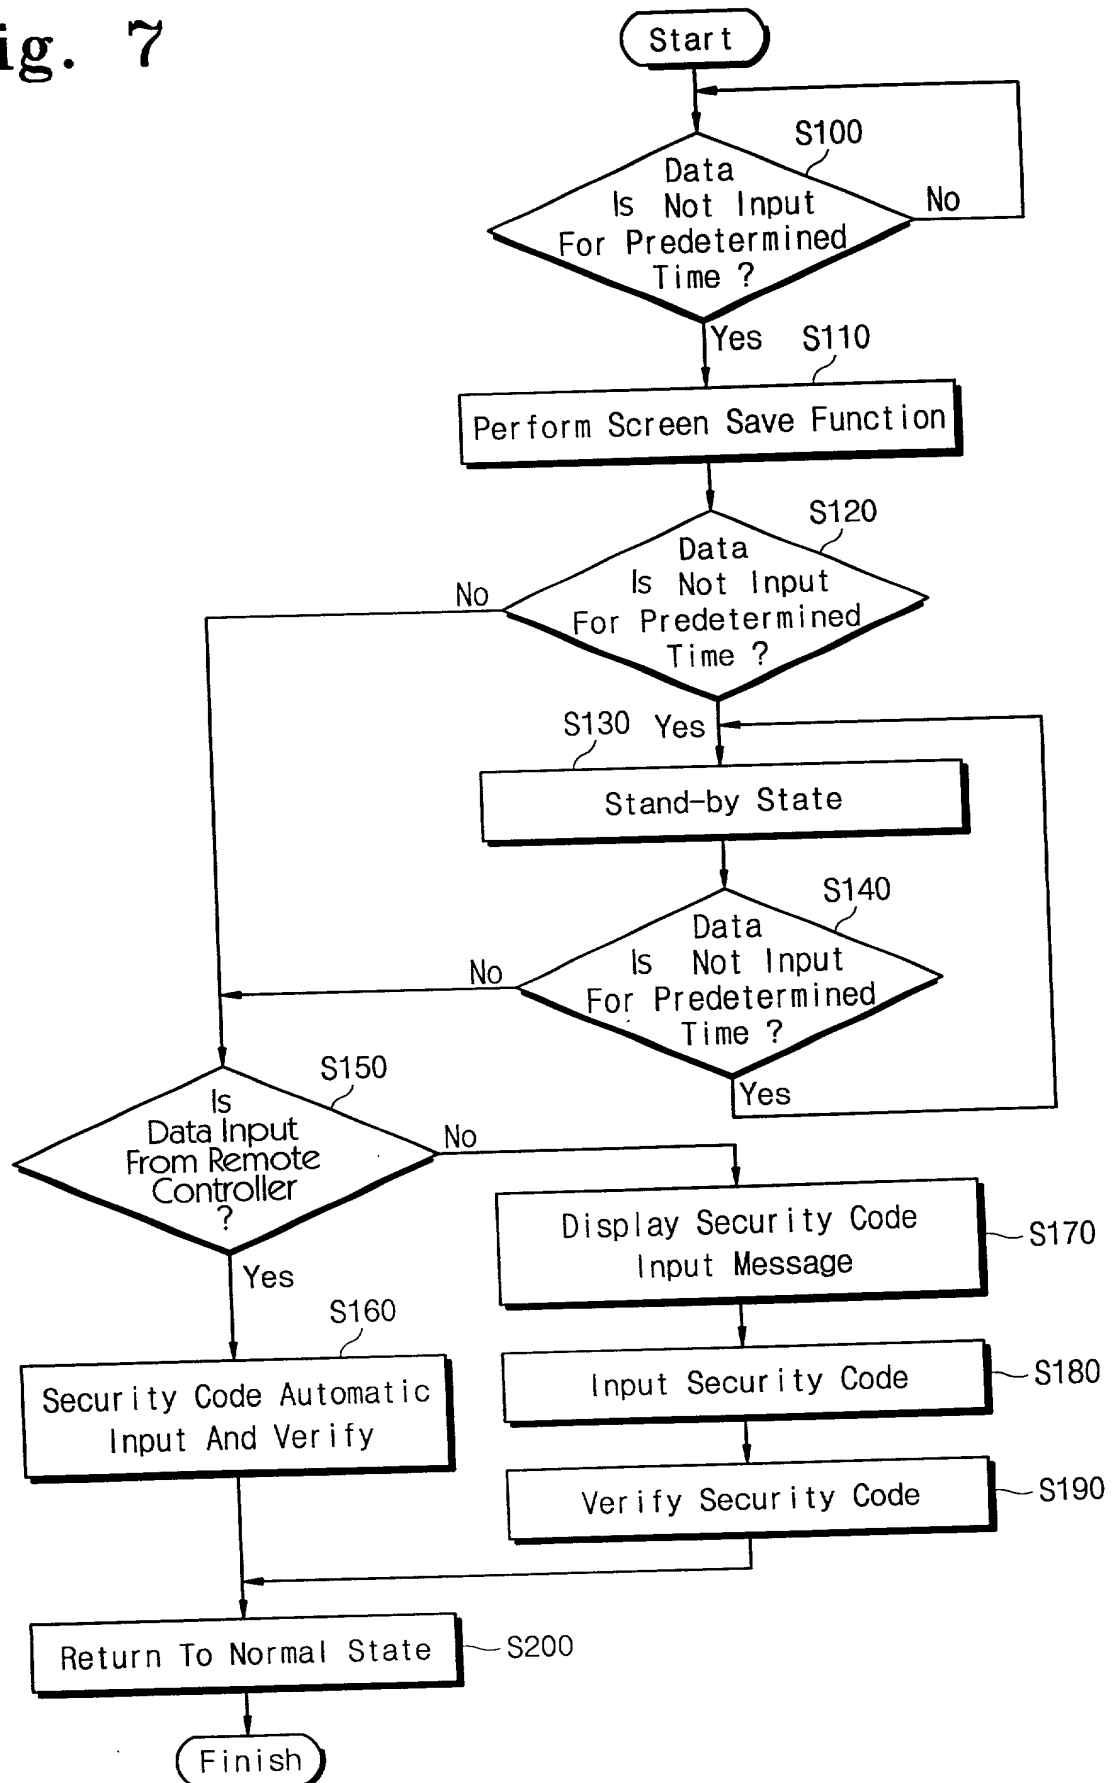 ig. 7
Start
S100
Data
Is Not Input
For Predetermined
Time ?
No
Yes
S110
Perform Screen Save Function
S120
Data
Is Not Input
For Predetermined
Time ?
No
Yes
S130
Stand-by State
S140
Data
Is Not Input
For Predetermined
Time ?
No
Yes
S150
Is
Data Input
From Remote
Controller
?
No
Yes
S170
Display Security Code
Input Message
S160
Security Code Automatic
Input And Verify
S180
Input Security Code
S190
Verify Security Code
Return To Normal State
S200
Finish